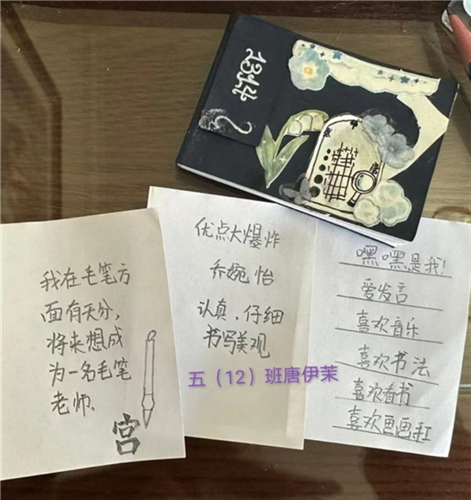 1314
我在毛笔方
面有天分,
将来想成
为一名毛笔
老师.
宫
优点大爆炸
乔婉怡
认真、仔细
书写美观
五（12）班唐伊茉
嘿嘿是我!
爱发言
喜欢音乐
喜欢书法
喜欢看书
喜欢画画